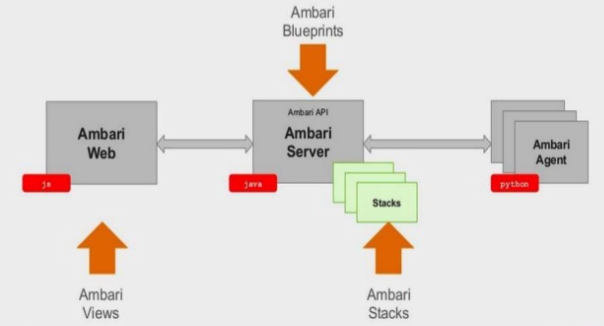 Ambari
Blueprints
Ambari API
Ambari
Web
Ambari
Server
Ambari
Agent
js
java
python
Stacks
Ambari
Views
Ambari
Stacks